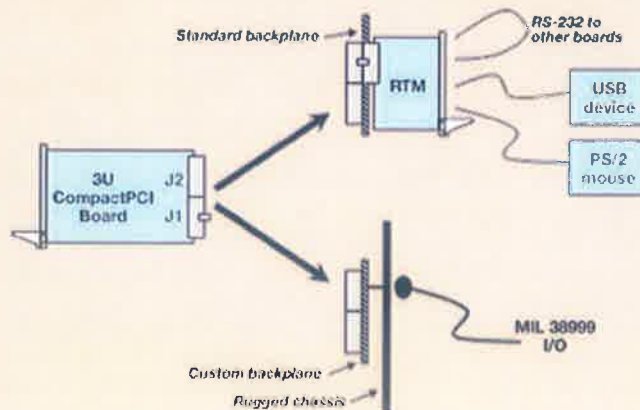 Standard backplane
RS-232 to
other boards
RTM
USB
device
PS/2
mouse
3U
CompactPCI
Board
J2
J1
MIL 38999
I/O
Custom backplane
Rugged chassis